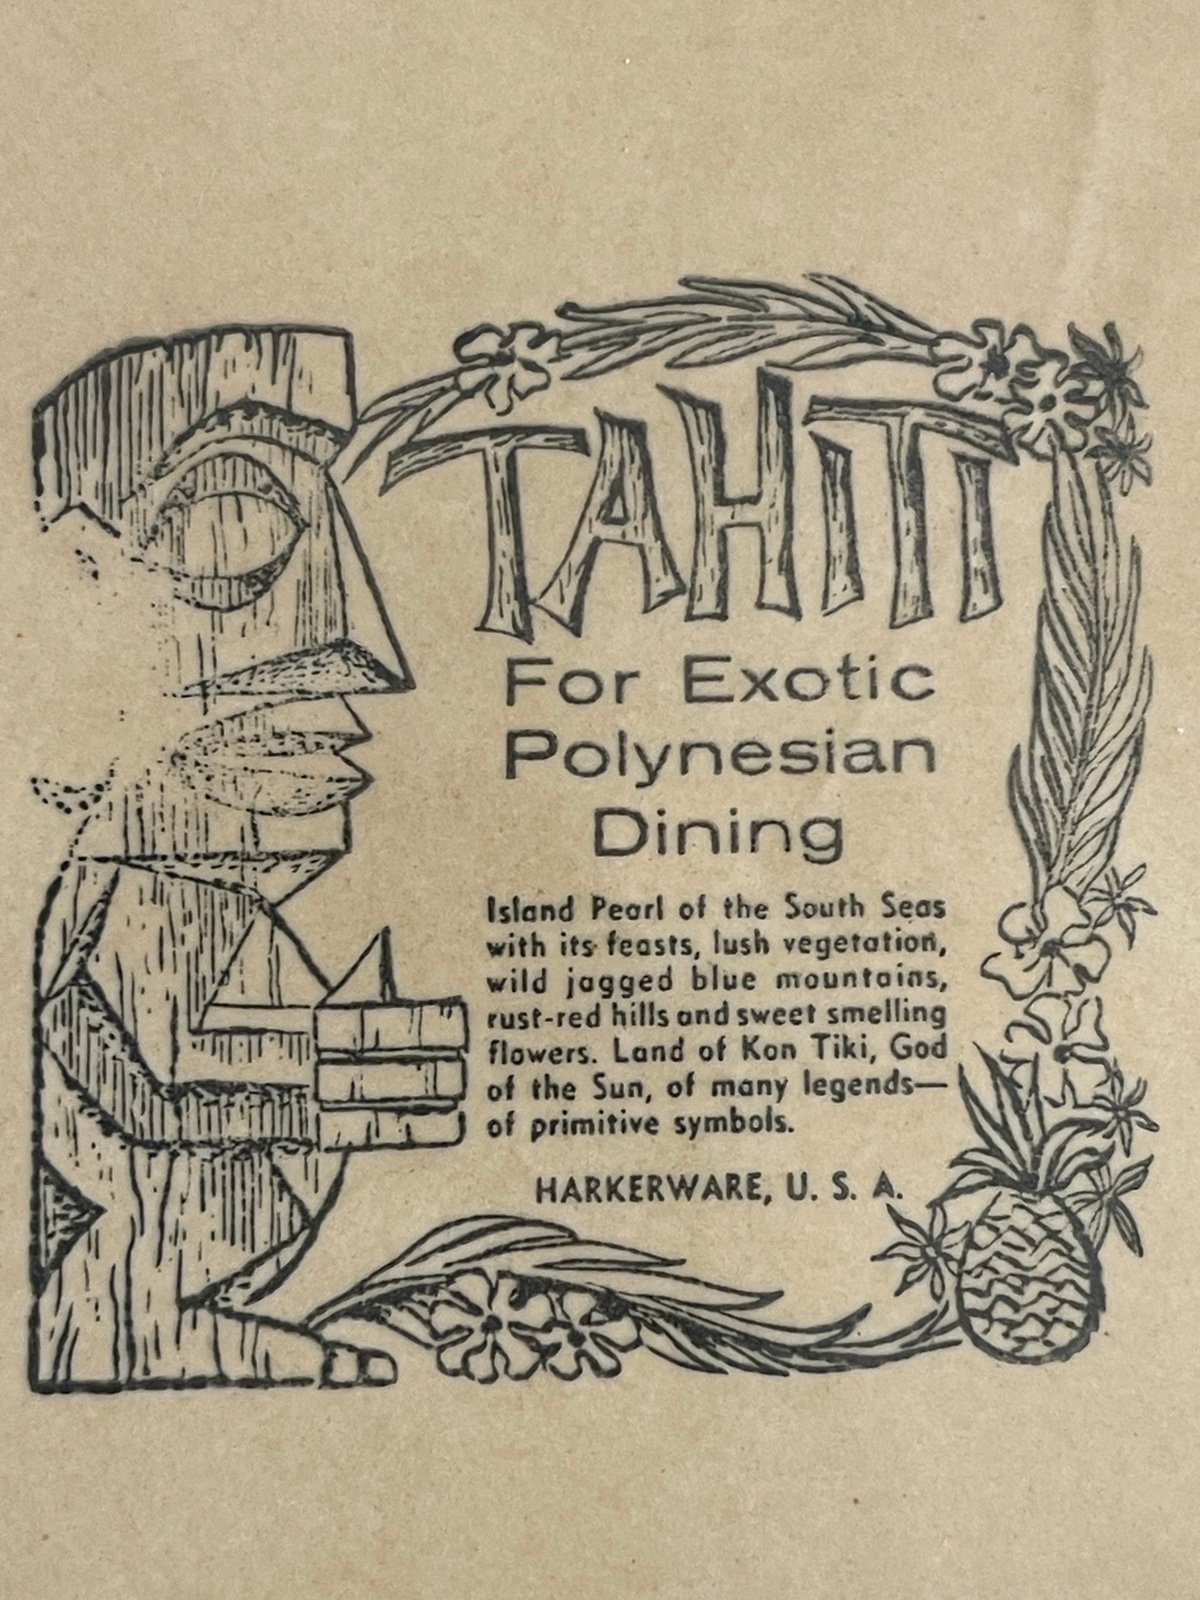 TAHITI
For Exotic
Polynesian
Dining
Island Pearl of the South Seas
with its feasts, lush vegetation,
wild jagged blue mountains,
rust-red hills and sweet smelling
flowers. Land of Kon Tiki, God
of the Sun, of many legends—
of primitive symbols.
HARKERWARE, U. S. A.